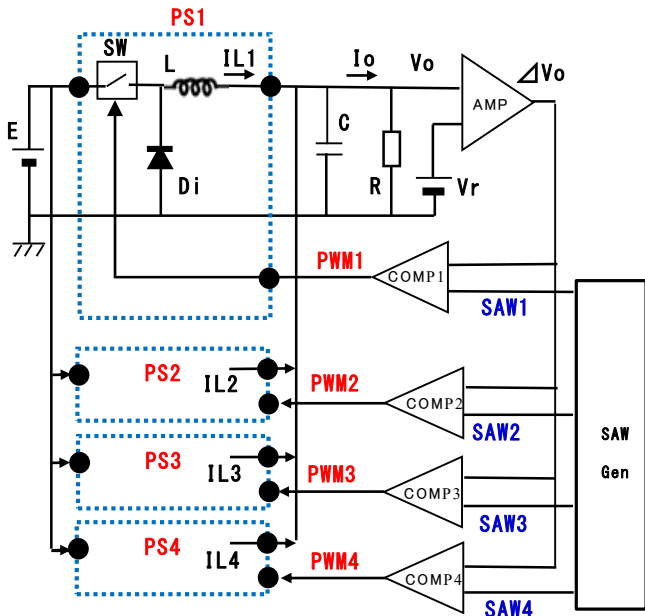 PS1
SW
L
IL1
Io
Vo
⊿Vo
AMP
E
C
Di
R
Vr
PWM1
COMP1
SAW1
PS2
IL2
PWM2
COMP2
SAW2
SAW
Gen
PS3
IL3
PWM3
COMP3
SAW3
PS4
IL4
PWM4
COMP4
SAW4